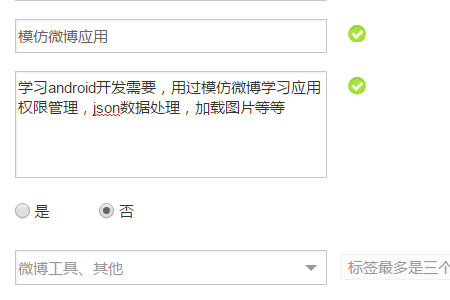 模仿微博应用
学习android开发需要，用过模仿微博学习应用
权限管理，json数据处理，加载图片等等
是 否
微博工具、其他
标签最多是三个